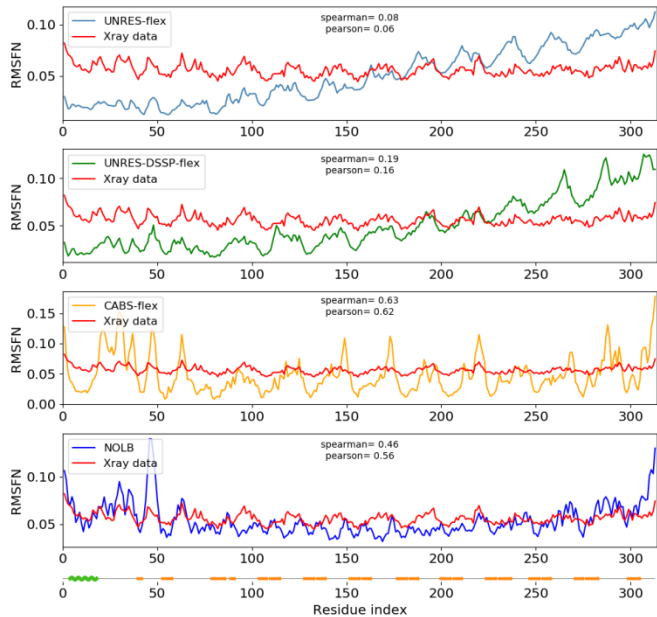 UNRES-flex
Xray data
spearman= 0.08
pearson= 0.06
RMSFN
0.10
0.05
0 50 100 150 200 250 300
UNRES-DSSP-flex
Xray data
spearman= 0.19
pearson= 0.16
RMSFN
0.10
0.05
0 50 100 150 200 250 300
CABS-flex
Xray data
spearman= 0.63
pearson= 0.62
RMSFN
0.15
0.10
0.05
0.00
0 50 100 150 200 250 300
NOLB
Xray data
spearman= 0.46
pearson= 0.56
RMSFN
0.10
0.05
0 50 100 150 200 250 300
Residue index